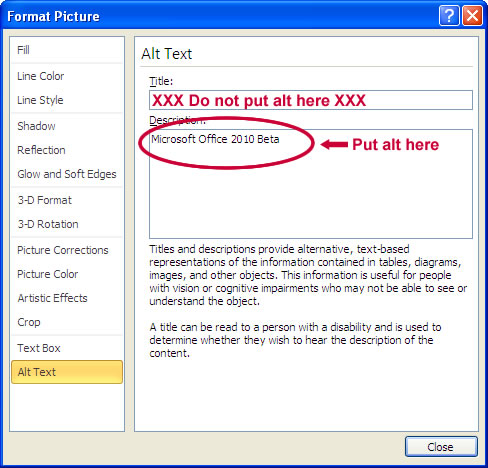 Format Picture
Fill
Line Color
Line Style
Shadow
Reflection
Glow and Soft Edges
3-D Format
3-D Rotation
Picture Corrections
Picture Color
Artistic Effects
Crop
Text Box
Alt Text
Alt Text
Title:
XXX Do not put alt here XXX
Description:
Microsoft Office 2010 Beta
Put alt here
Titles and descriptions provide alternative, text-based
representations of the information contained in tables, diagrams,
images, and other objects. This information is useful for people
with vision or cognitive impairments who may not be able to see or
understand the object.
A title can be read to a person with a disability and is used to
determine whether they wish to hear the description of the
content.
Close